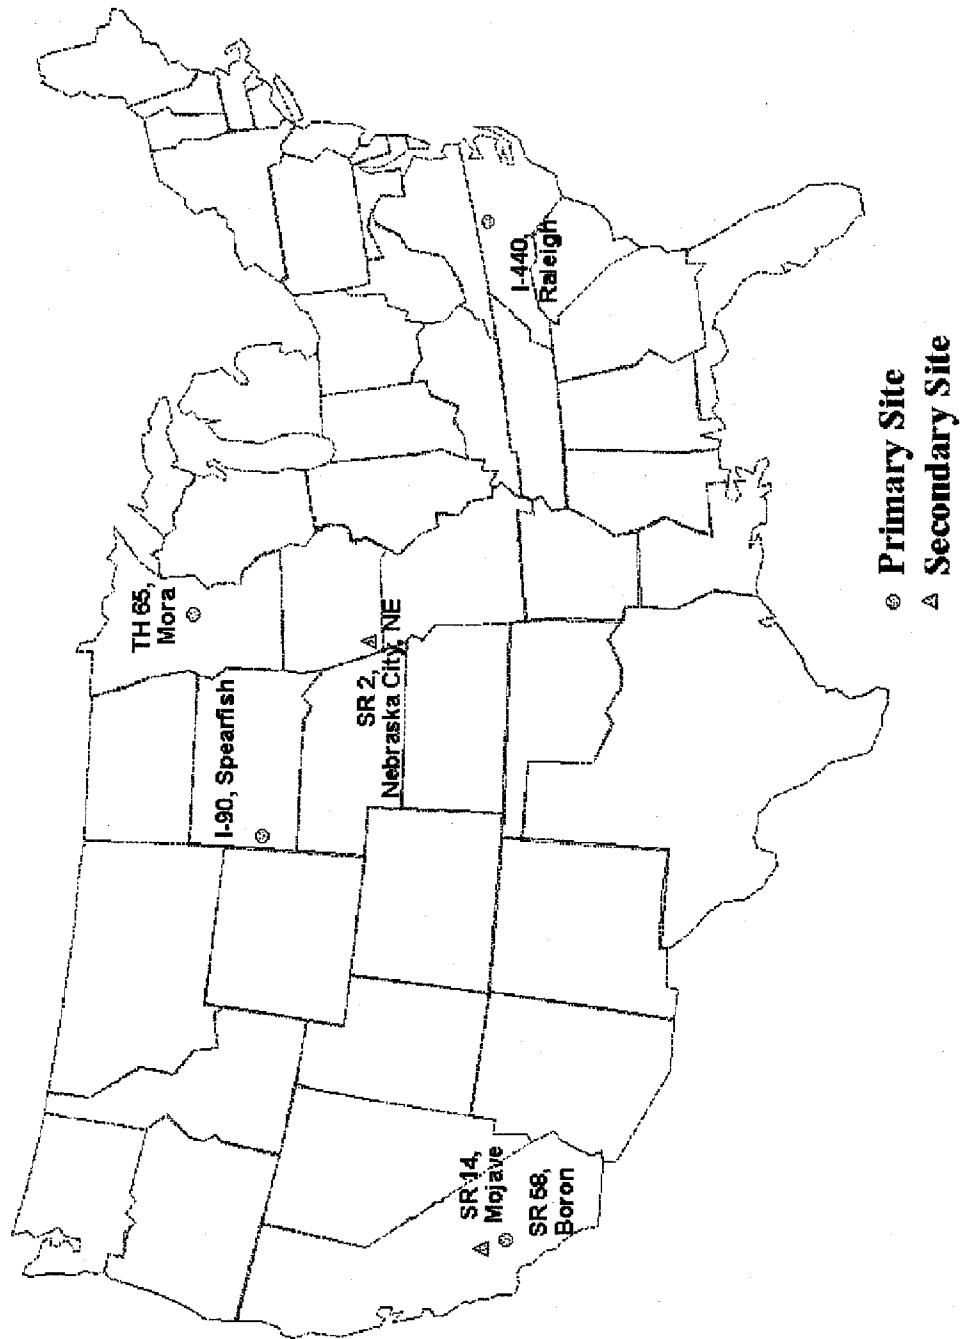 TH 65,
Mora
I-90, Spearfish
SR 2,
Nebraska City, NE
I-440,
Raleigh
SR 14,
Mojave
SR 58,
Boron
Primary Site
Secondary Site